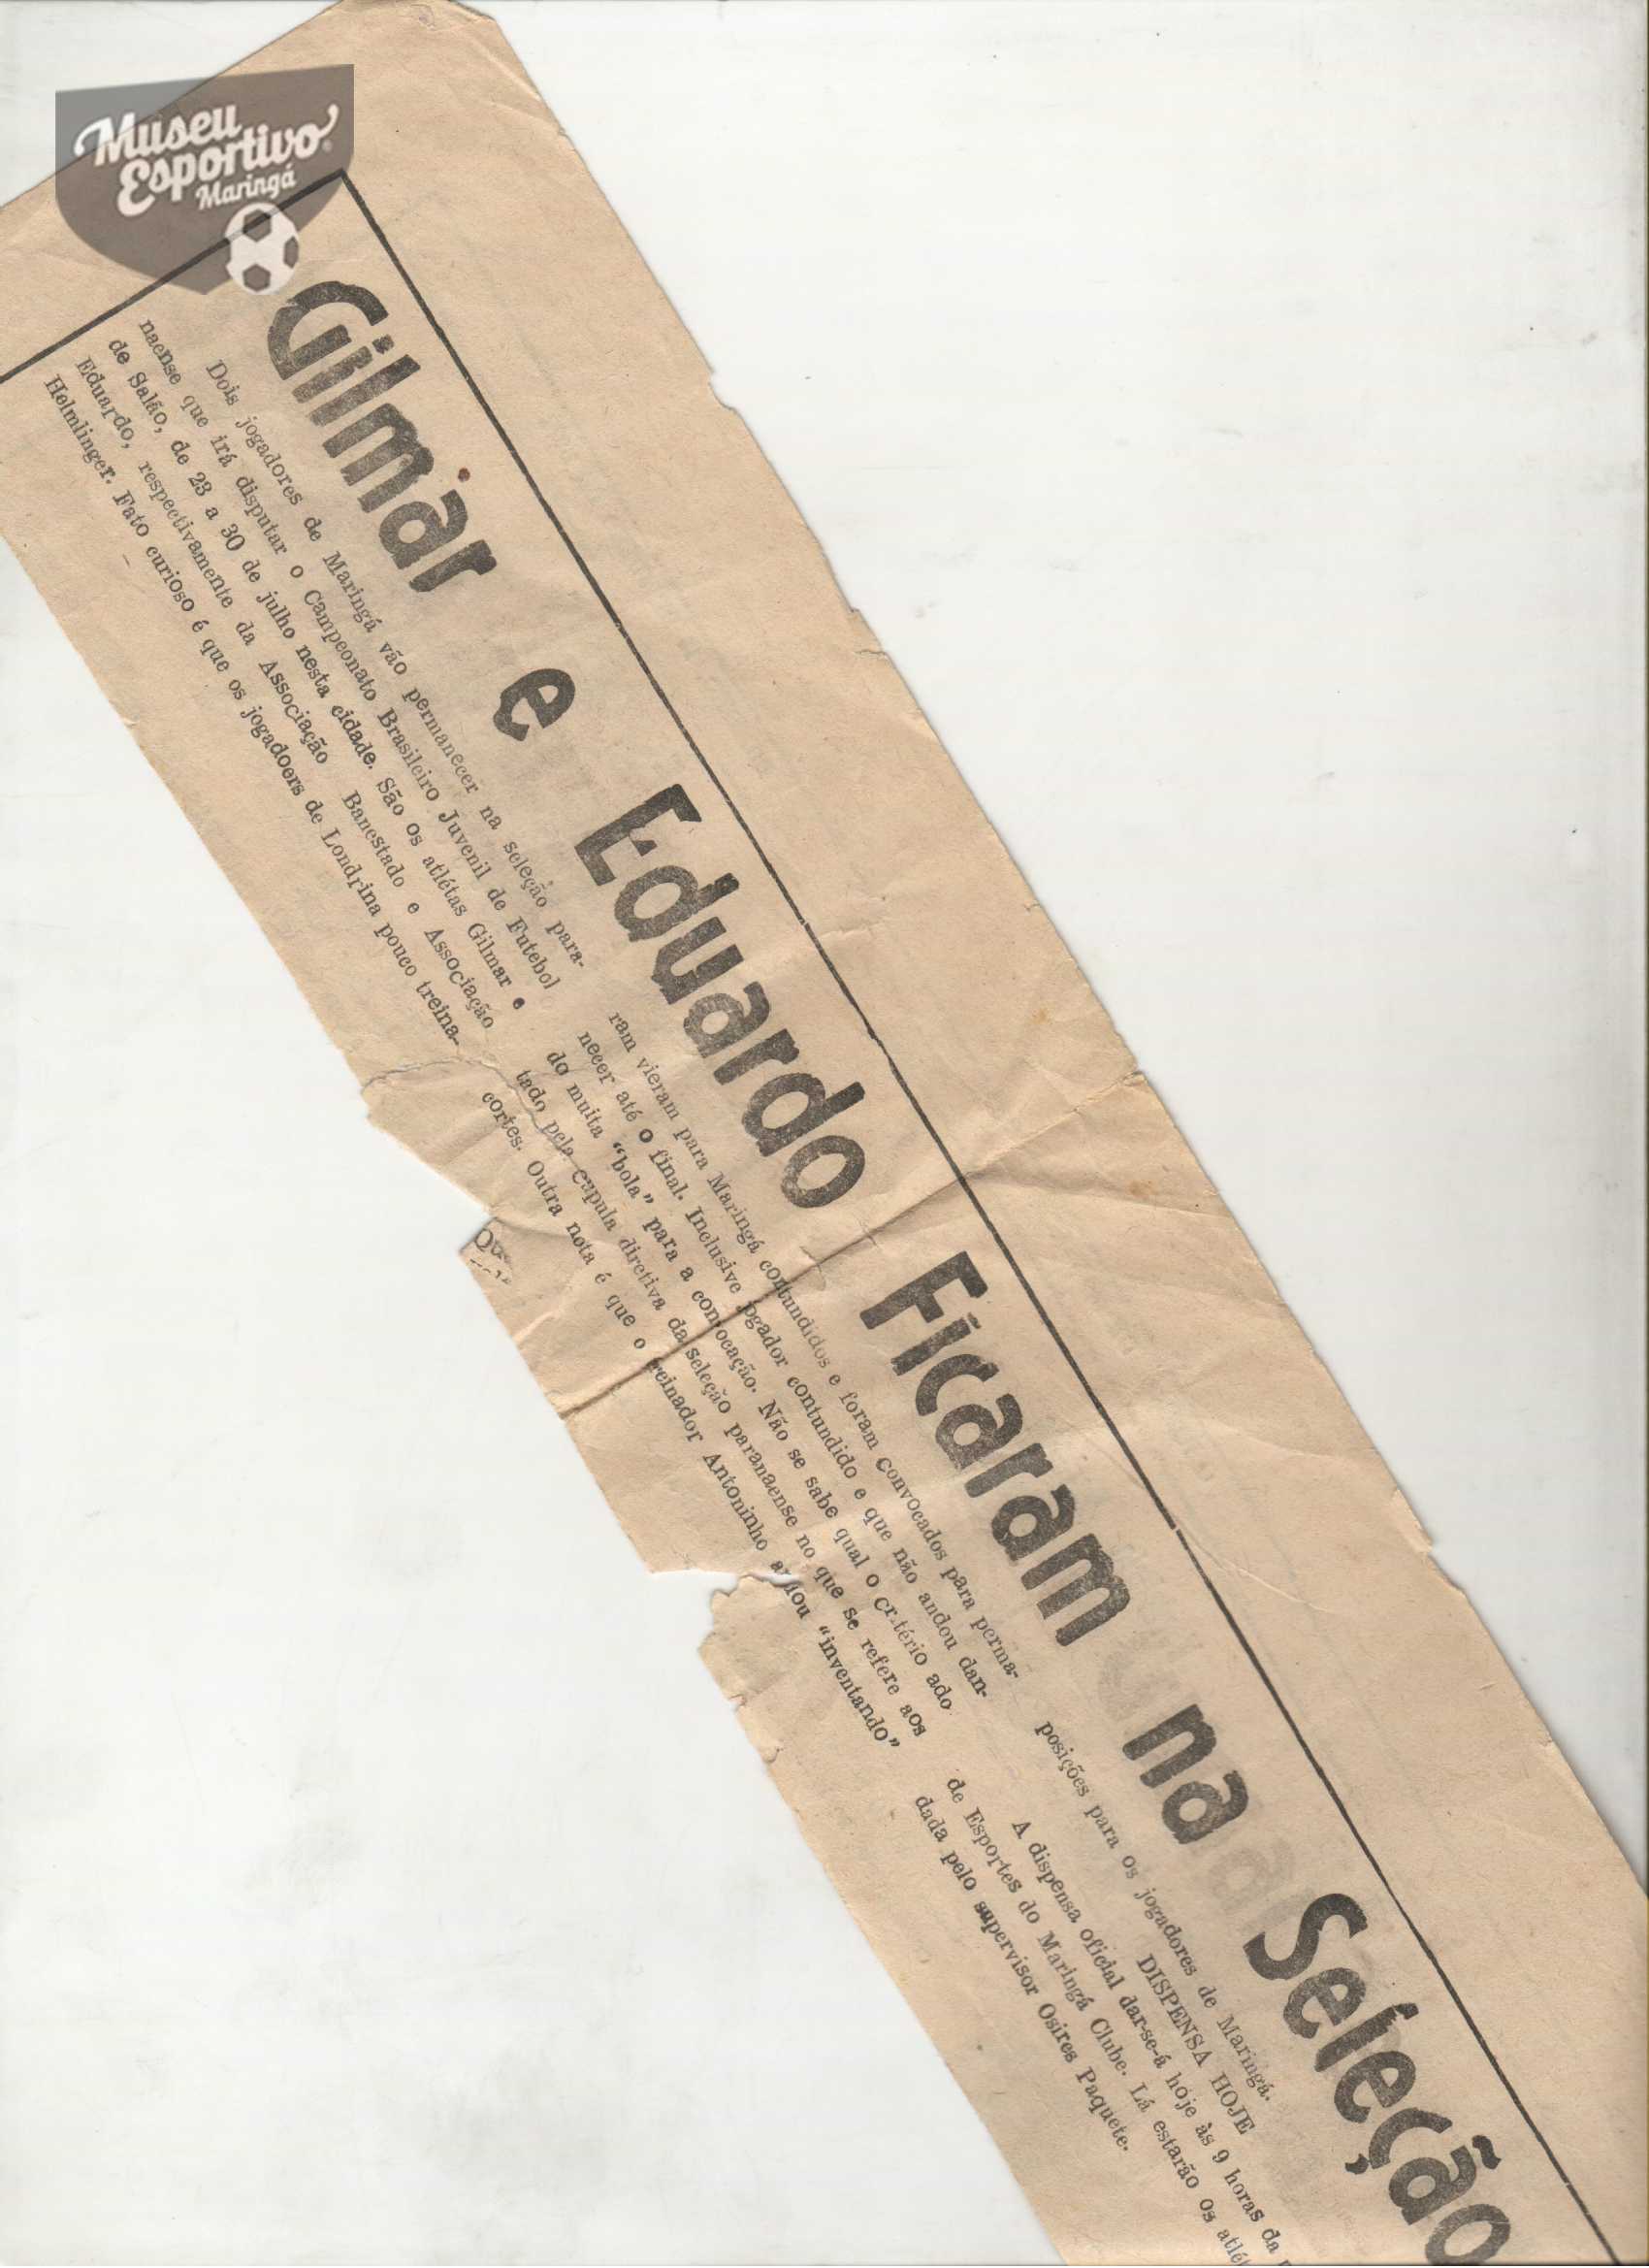 Museu
Esportivo
Maringá
Gilmar e Eduardo Ficaram na Seleção
Dois jogadores de Maringá vão permanecer na seleção para-
naense que irá disputar o Campeonato Brasileiro Juvenil de Futebol
de Salão, de 23 a 30 de julho nesta cidade. São os atlétas Gilmar e
Eduardo, respectivamente da Associação Banestado e Associação
Helmlinger. Fato curioso é que os jogadoers de Londrina pouco treina-
ram vieram para Maringá contundidos e foram convocados para perma-
necer até o final. Inclusive jogador contundido e que não andou dan-
do muita "bola" para a convocação. Não se sabe qual o critério ado
tado pela cupula diretiva da seleção paranaense no que se refere aos
cortes. Outra nota é que o treinador Antoninho andou "inventando"
posições para os jogadores de Maringá.
DISPENSA HOJE
A dispensa oficial dar-se-á hoje às 9 horas da
de Esportes do Maringá Clube. Lá estarão os atlé
dada pelo supervisor Osires Paquete.